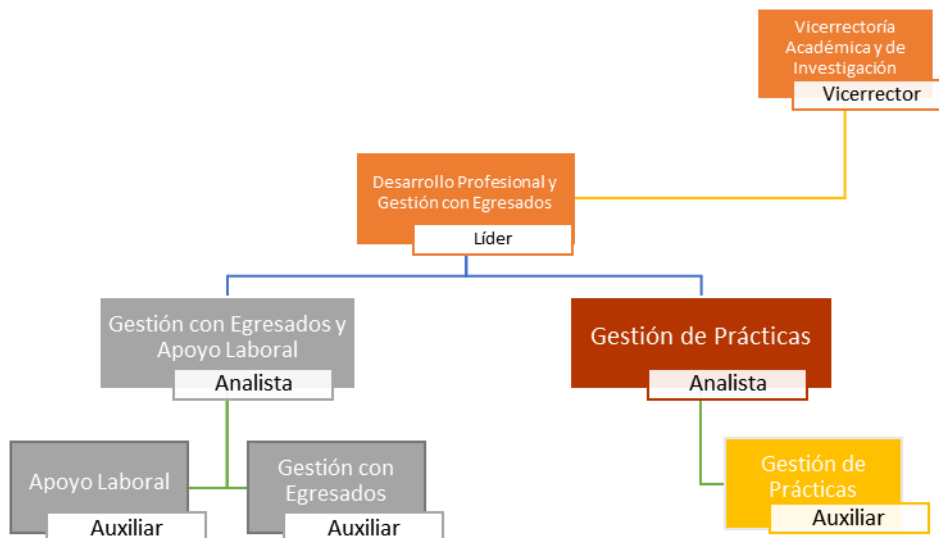 Vicerrectoría
Académica y de
Investigación
Vicerrector
Desarrollo Profesional y
Gestión con Egresados
Líder
Gestión con Egresados y
Apoyo Laboral
Analista
Gestión de Prácticas
Analista
Apoyo Laboral
Auxiliar
Gestión con
Egresados
Auxiliar
Gestión de
Prácticas
Auxiliar